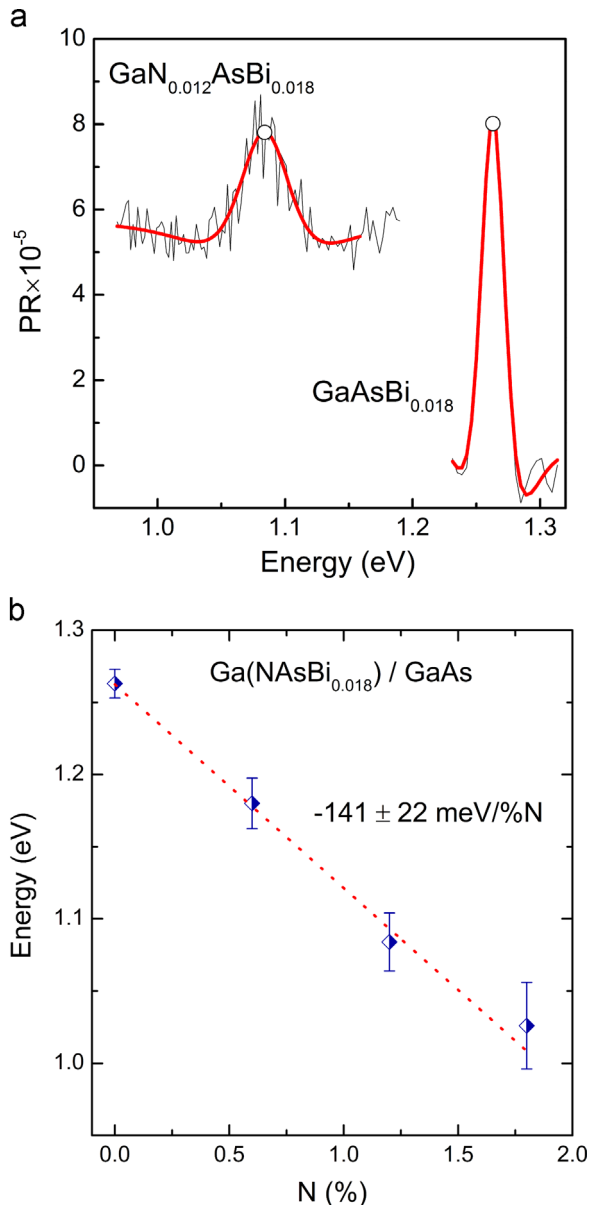 a
10
GaN0.012AsBi0.018
8
6
PR×10-5
4
GaAsBi0.018
2
0
1.0 1.1 1.2 1.3
Energy (eV)
b
1.3
Ga(NAsBi0.018) / GaAs
1.2
-141 ± 22 meV/%N
Energy (eV)
1.1
1.0
0.0 0.5 1.0 1.5 2.0
N (%)